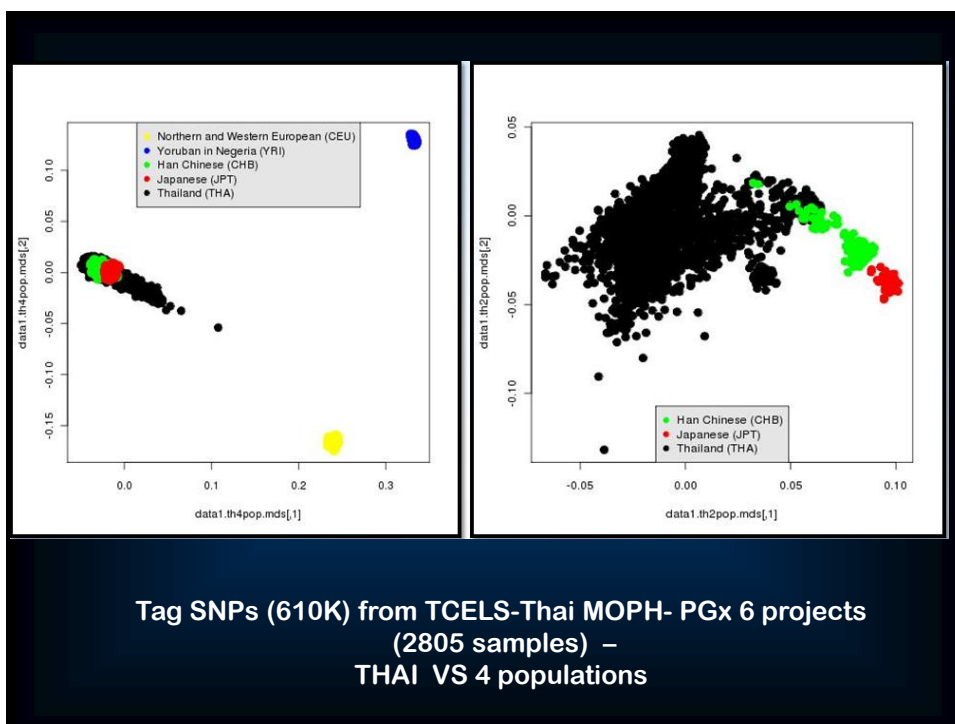 Northern and Western European (CEU)
Yoruban in Negeria (YRI)
Han Chinese (CHB)
Japanese (JPT)
Thailand (THA)
data1.th4pop.mds[,2]
0.10
0.05
0.00
-0.05
-0.10
-0.15
0.0
0.1
0.2
0.3
data1.th4pop.mds[,1]
data1.th2pop.mds[,2]
0.05
0.00
-0.05
-0.10
Han Chinese (CHB)
Japanese (JPT)
Thailand (THA)
-0.05
0.00
0.05
0.10
data1.th2pop.mds[,1]
Tag SNPs (610K) from TCELS-Thai MOPH- PGx 6 projects
(2805 samples) –
THAI VS 4 populations